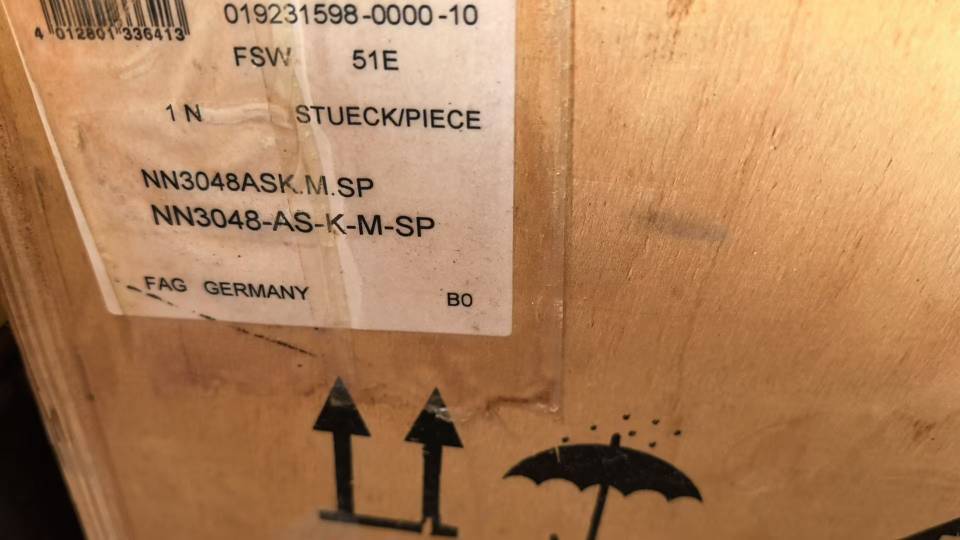 019231598-0000-10
4 012801 336413
FSW 51E
1 N STUECK/PIECE
NN3048ASK.M.SP
NN3048-AS-K-M-SP
FAG GERMANY B0